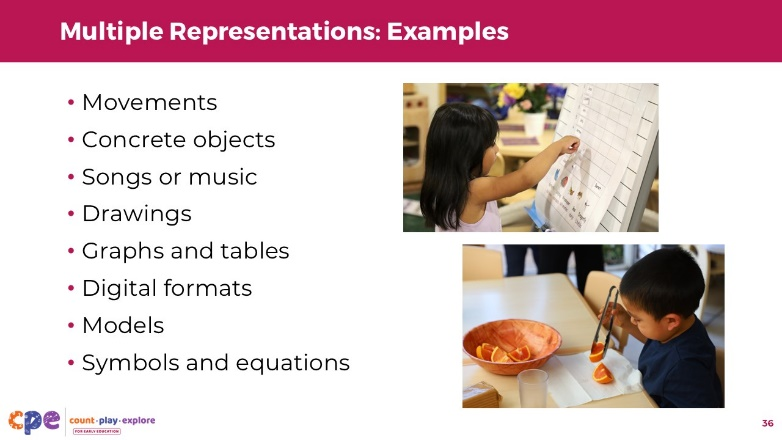 Multiple Representations: Examples
• Movements
• Concrete objects
• Songs or music
• Drawings
• Graphs and tables
• Digital formats
• Models
• Symbols and equations
cpe
count·play·explore
FOR EARLY EDUCATION
36